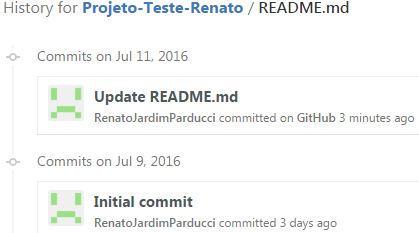 History for Projeto-Teste-Renato / README.md
Commits on Jul 11, 2016
Update README.md
RenatoJardimParducci committed on GitHub 3 minutes ago
Commits on Jul 9, 2016
Initial commit
RenatoJardimParducci committed 3 days ago